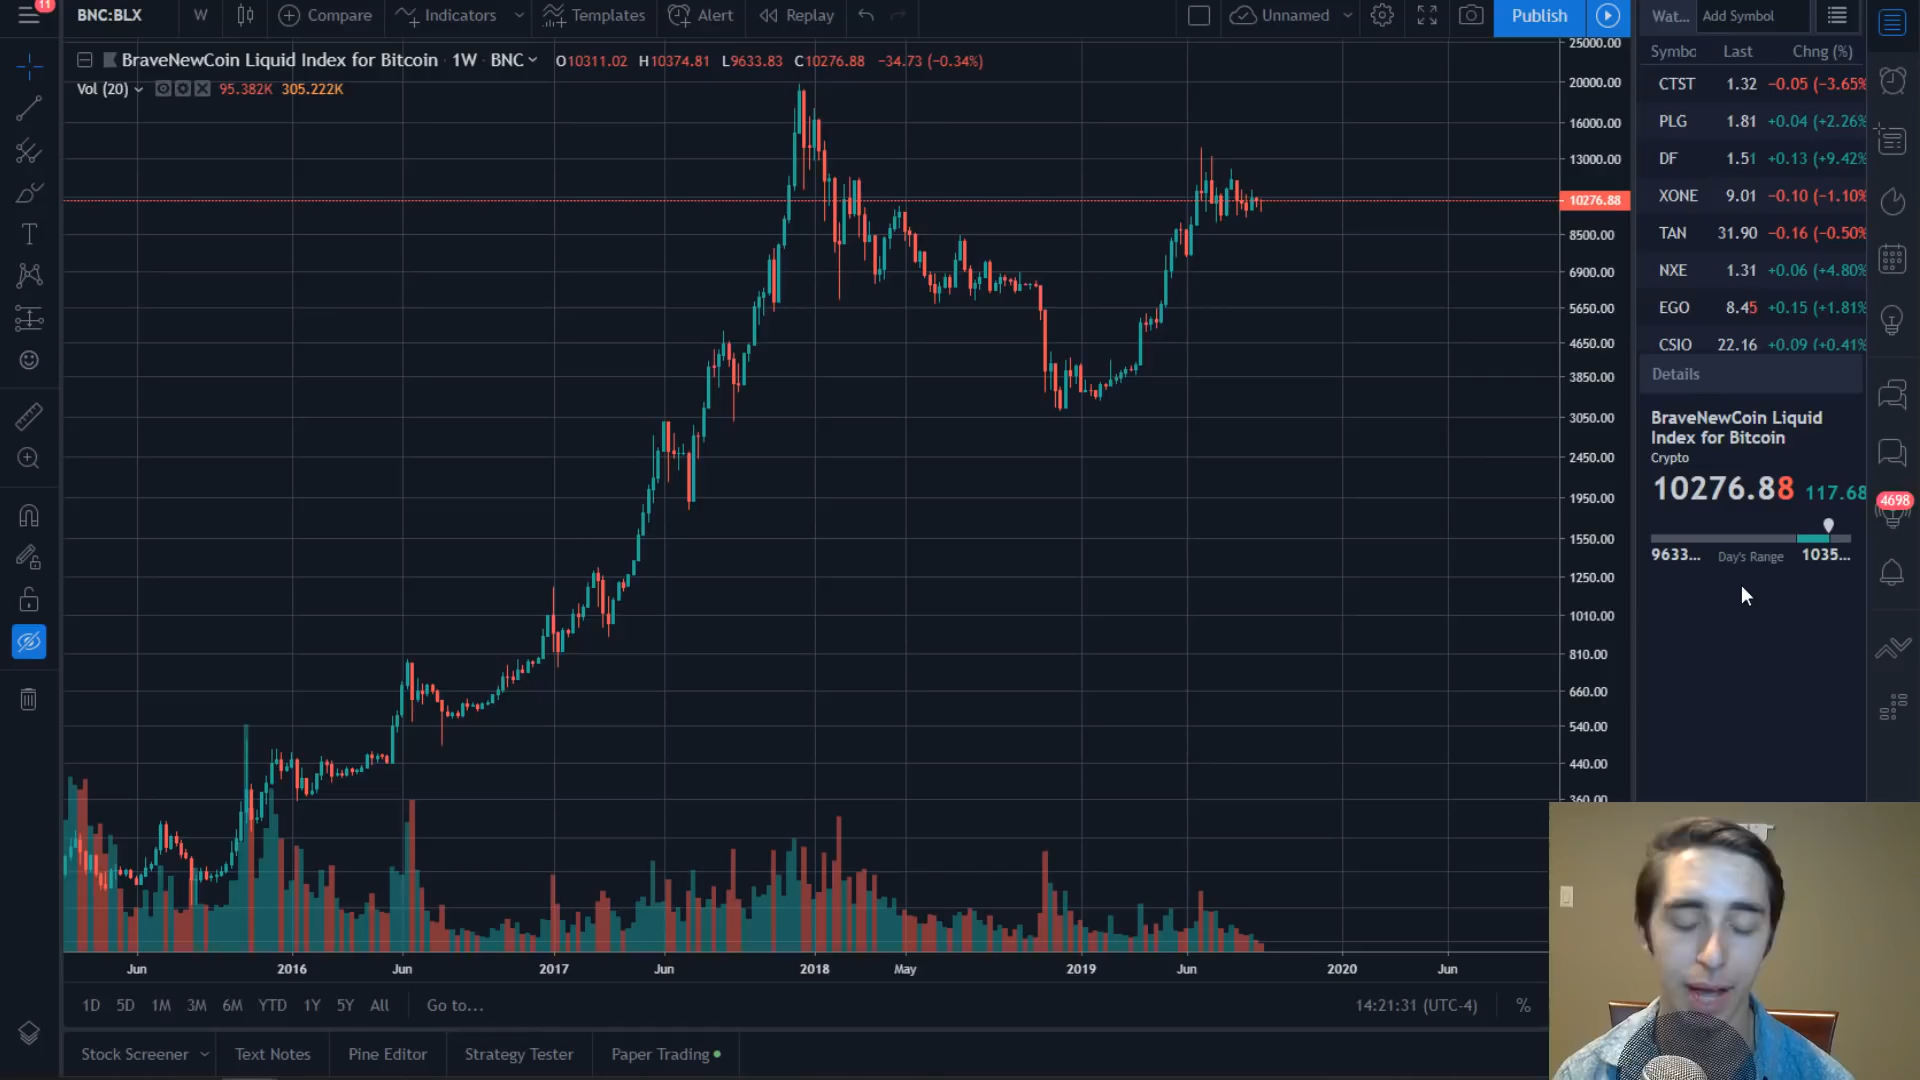 11
BNC:BLX W Compare Indicators Templates Alert Replay Unnamed Publish
BraveNewCoin Liquid Index for Bitcoin 1W BNC O10311.02 H10374.81 L9633.83 C10276.88 −34.73 (−0.34%)
Vol (20) 95.382K 305.222K
25000.00
20000.00
16000.00
13000.00
10276.88
8500.00
6900.00
5650.00
4650.00
3850.00
3050.00
2450.00
1950.00
1550.00
1250.00
1010.00
810.00
660.00
540.00
440.00
360.00
Jun 2016 Jun 2017 Jun 2018 May 2019 Jun 2020 Jun
1D 5D 1M 3M 6M YTD 1Y 5Y All Go to... 14:21:31 (UTC-4) %
Stock Screener Text Notes Pine Editor Strategy Tester Paper Trading
Wat... Add Symbol
Symbo Last Chng (%)
CTST 1.32 −0.05 (−3.65%
PLG 1.81 +0.04 (+2.26%
DF 1.51 +0.13 (+9.42%
XONE 9.01 −0.10 (−1.10%
TAN 31.90 −0.16 (−0.50%
NXE 1.31 +0.06 (+4.80%
EGO 8.45 +0.15 (+1.81%
CSIO 22.16 +0.09 (+0.41%
Details
BraveNewCoin Liquid
Index for Bitcoin
Crypto
10276.88 117.68
9633... Day's Range 1035...
4698